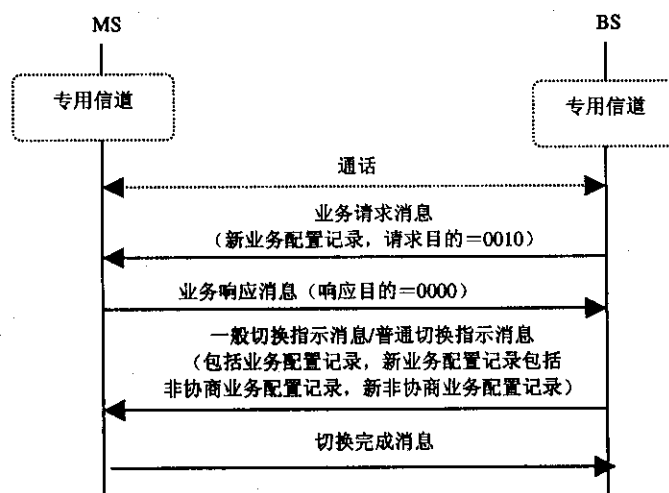 MS
BS
专用信道
专用信道
通话
业务请求消息
（新业务配置记录，请求目的＝0010）
业务响应消息（响应目的＝0000）
一般切换指示消息/普通切换指示消息
（包括业务配置记录，新业务配置记录包括
非协商业务配置记录，新非协商业务配置记录）
切换完成消息